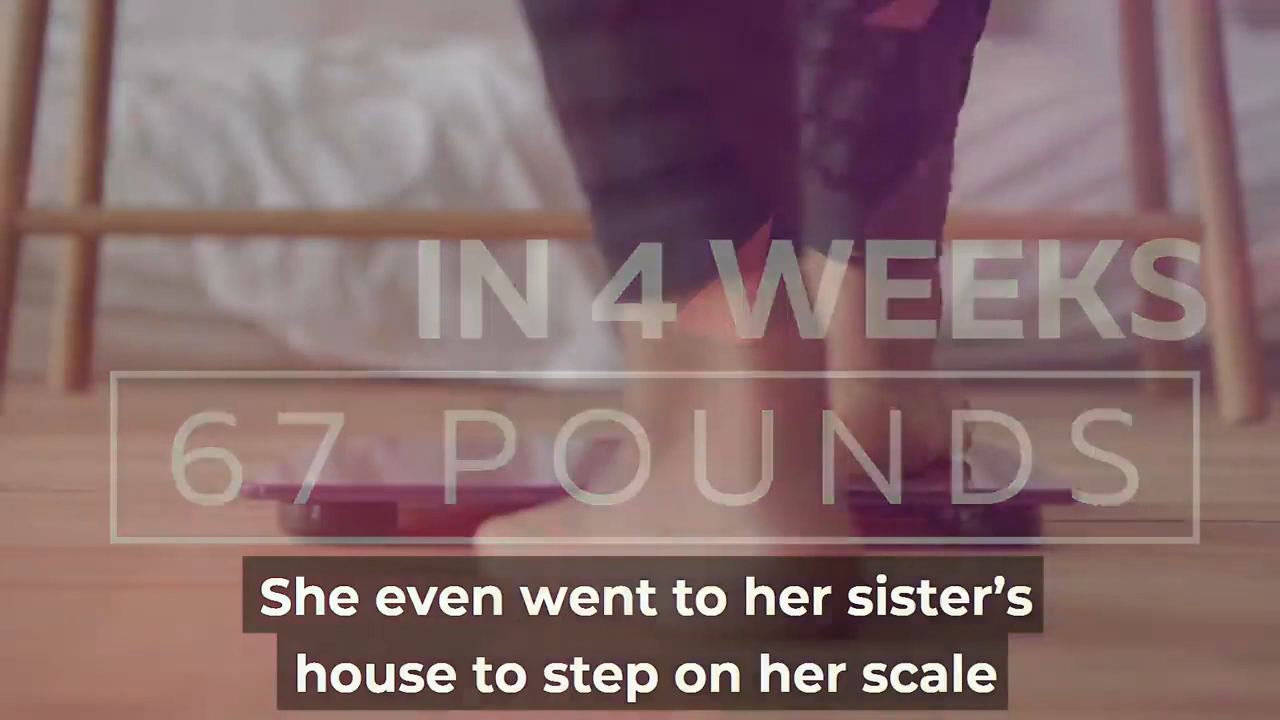 IN 4 WEEKS
67 POUNDS
She even went to her sister’s
house to step on her scale